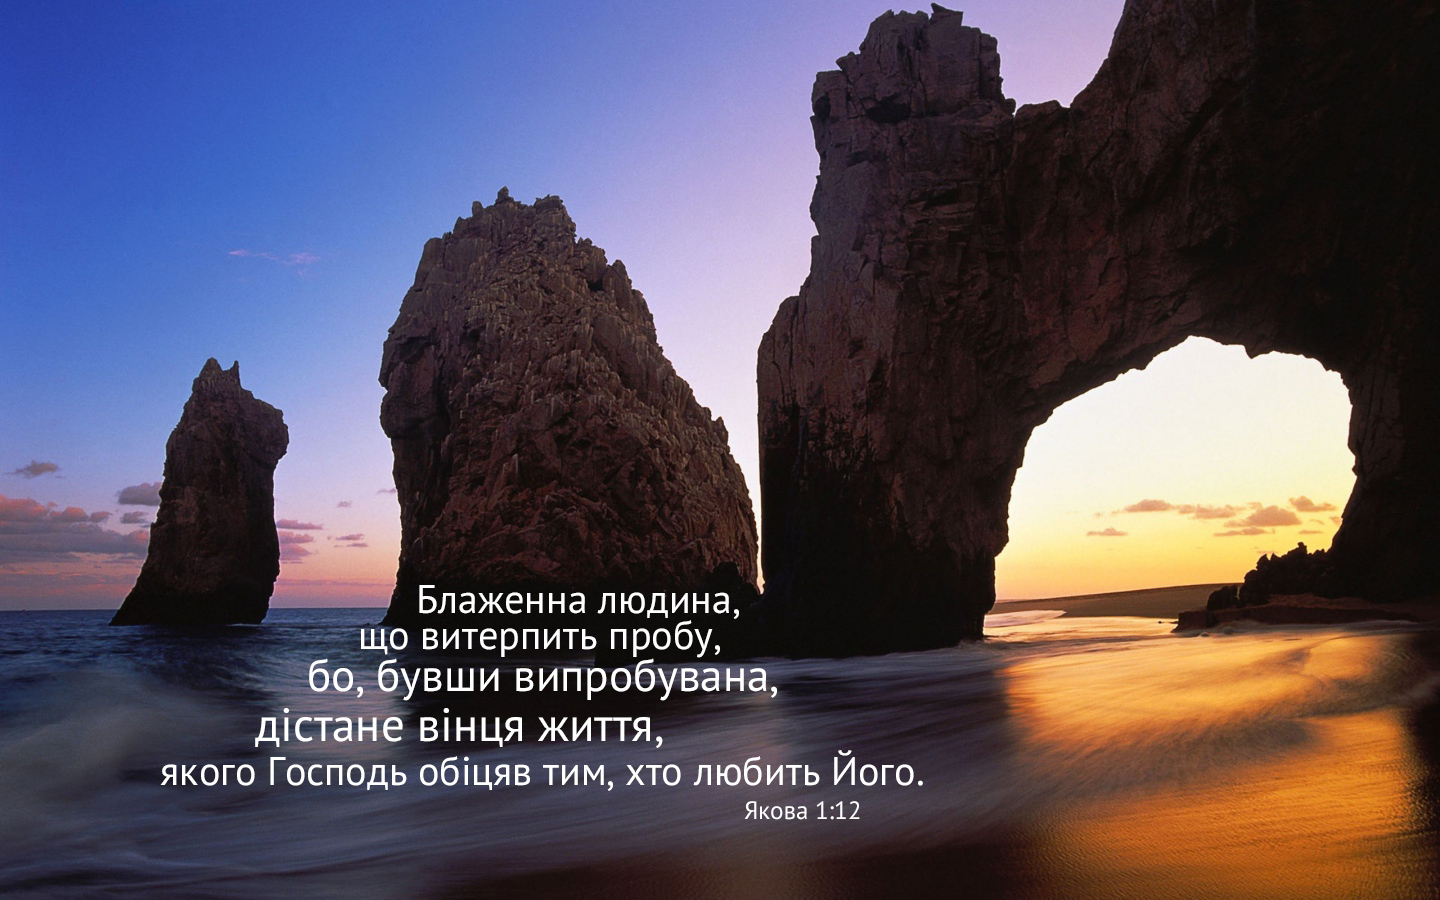 Блаженна людина,
що витерпить пробу,
бо, бувши випробувана,
дістане вінця життя,
якого Господь обіцяв тим, хто любить Його.
Якова 1:12